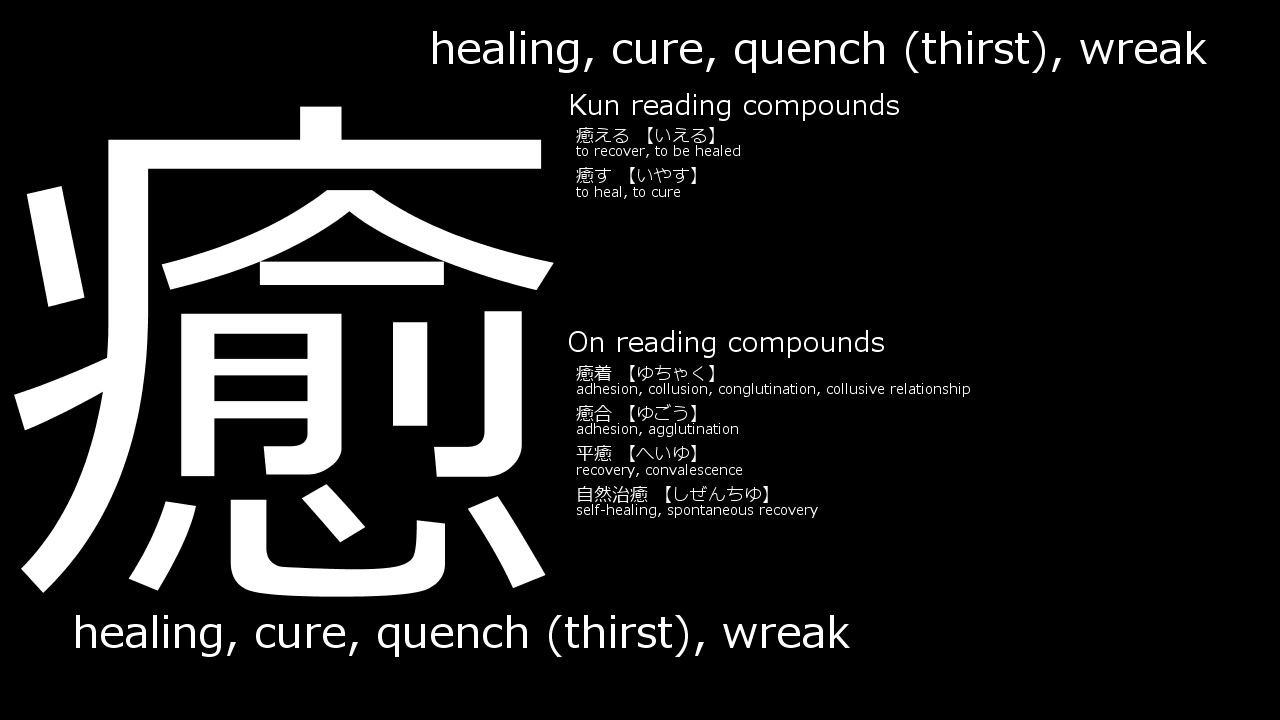 healing, cure, quench (thirst), wreak
癒
Kun reading compounds
癒える 【いえる】
to recover, to be healed
癒す 【いやす】
to heal, to cure
On reading compounds
癒着 【ゆちゃく】
adhesion, collusion, conglutination, collusive relationship
癒合 【ゆごう】
adhesion, agglutination
平癒 【へいゆ】
recovery, convalescence
自然治癒 【しぜんちゆ】
self-healing, spontaneous recovery
healing, cure, quench (thirst), wreak